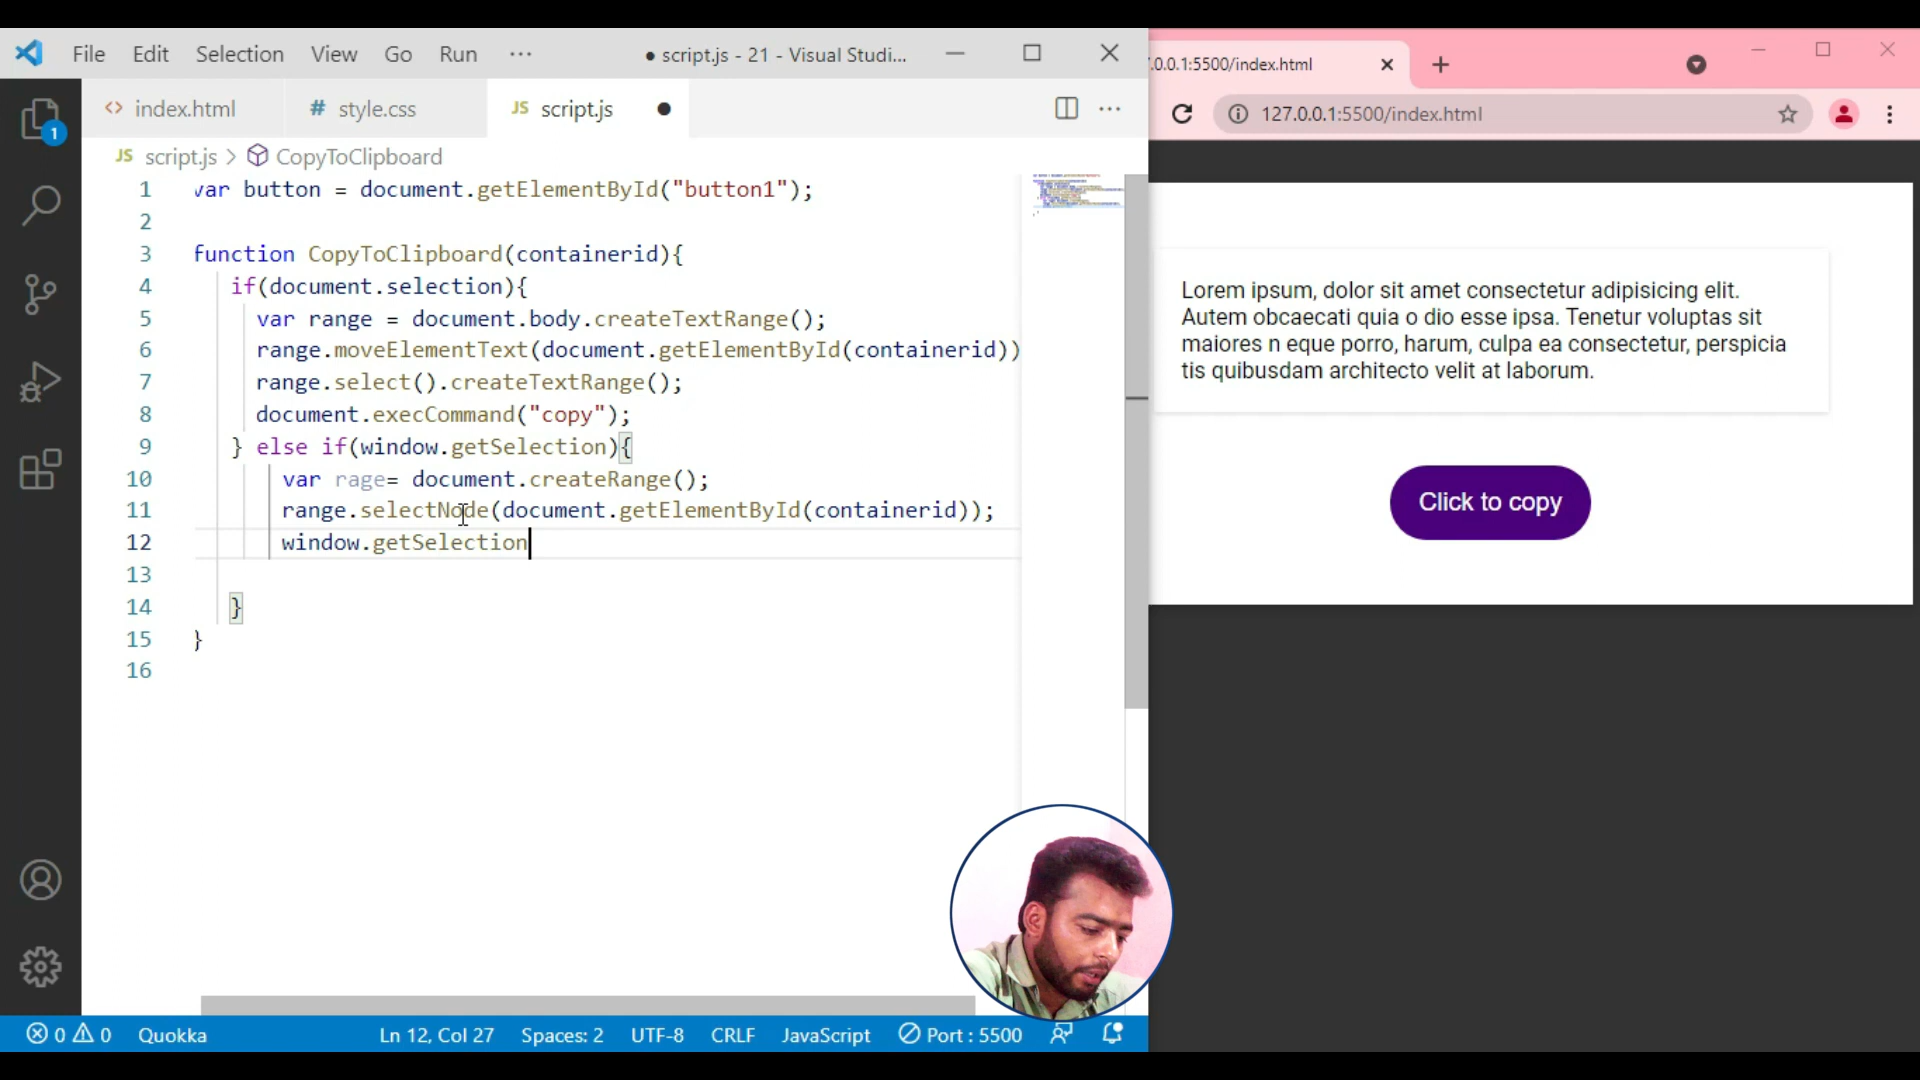 File Edit Selection View Go Run ··· ● script.js - 21 - Visual Studi...
<> index.html # style.css JS script.js ●
JS script.js > CopyToClipboard
1 var button = document.getElementById("button1");
2
3 function CopyToClipboard(containerid){
4 if(document.selection){
5 var range = document.body.createTextRange();
6 range.moveElementText(document.getElementById(containerid))
7 range.select().createTextRange();
8 document.execCommand("copy");
9 } else if(window.getSelection){
10 var rage= document.createRange();
11 range.selectNode(document.getElementById(containerid));
12 window.getSelection
13
14 }
15 }
16
1
0 0 Quokka Ln 12, Col 27 Spaces: 2 UTF-8 CRLF JavaScript Port : 5500
.0.0.1:5500/index.html
127.0.0.1:5500/index.html
Lorem ipsum, dolor sit amet consectetur adipisicing elit.
Autem obcaecati quia o dio esse ipsa. Tenetur voluptas sit
maiores n eque porro, harum, culpa ea consectetur, perspicia
tis quibusdam architecto velit at laborum.
Click to copy